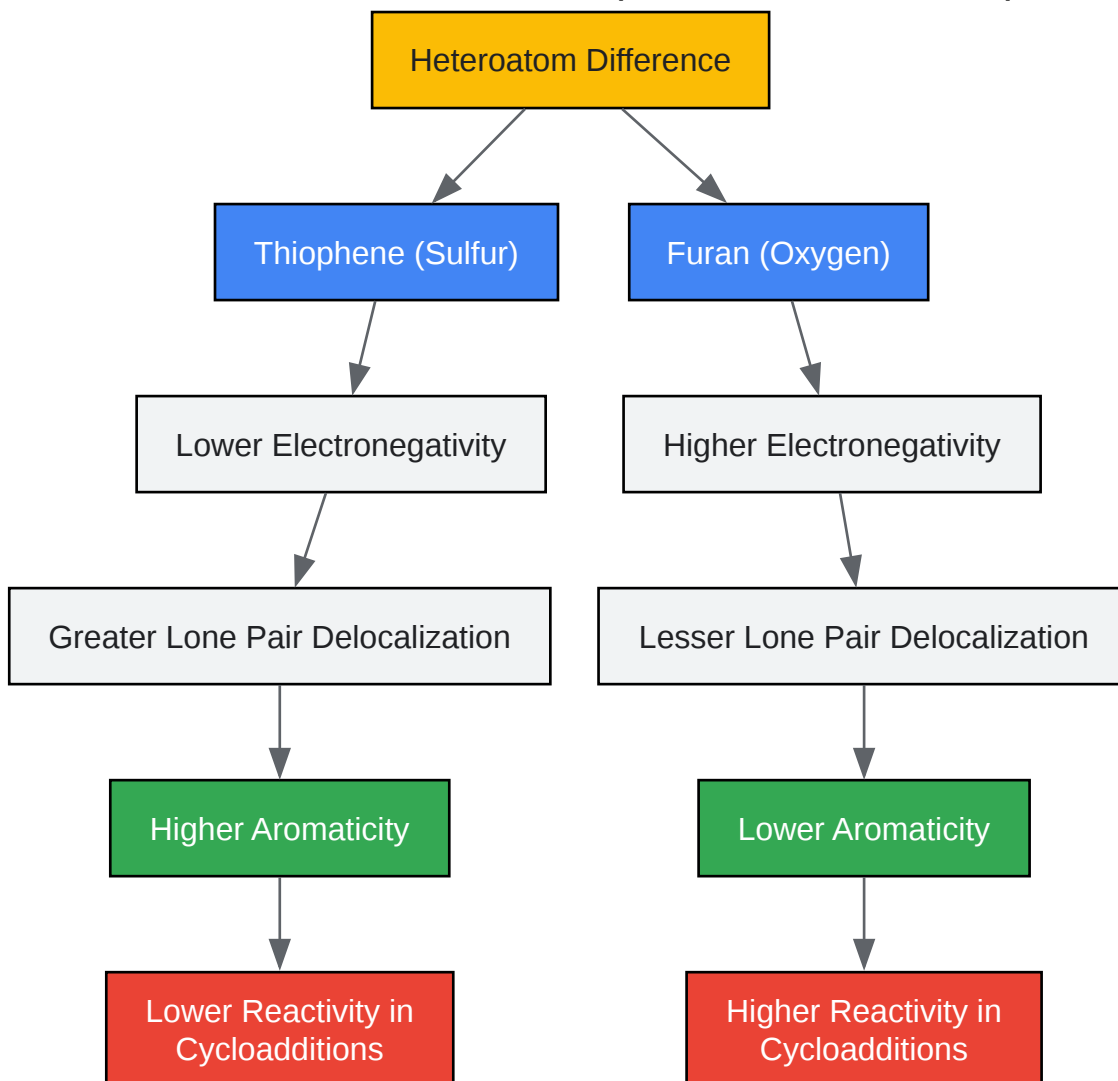 Heteroatom Difference
Thiophene (Sulfur)
Furan (Oxygen)
Lower Electronegativity
Higher Electronegativity
Greater Lone Pair Delocalization
Lesser Lone Pair Delocalization
Higher Aromaticity
Lower Aromaticity
Lower Reactivity in
Cycloadditions
Higher Reactivity in
Cycloadditions